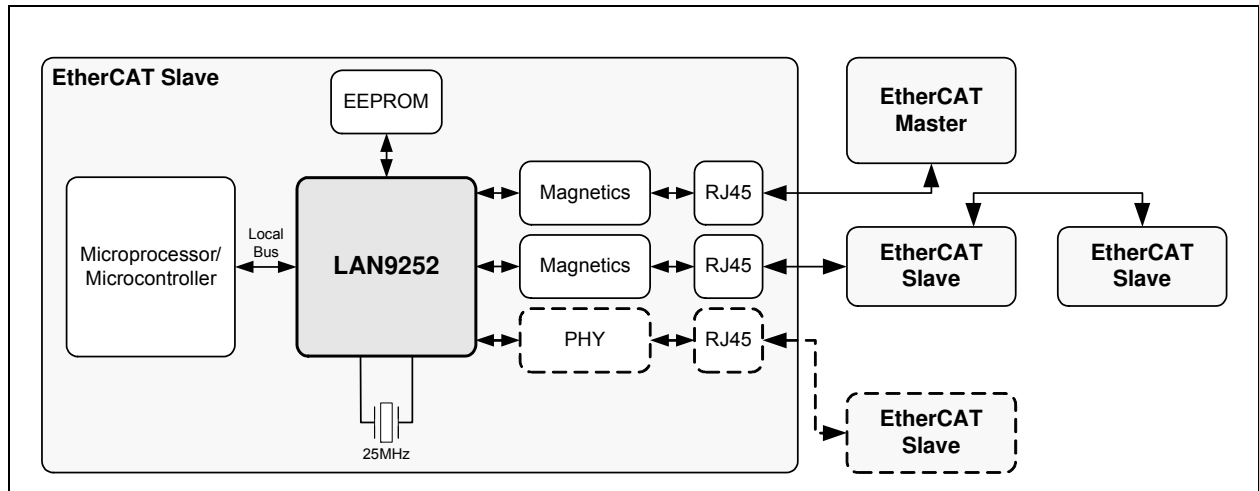 EtherCAT Slave
EEPROM
EtherCAT
Master
Magnetics
RJ45
Microprocessor/
Microcontroller
Local
Bus
LAN9252
Magnetics
RJ45
EtherCAT
Slave
EtherCAT
Slave
PHY
RJ45
25MHz
EtherCAT
Slave